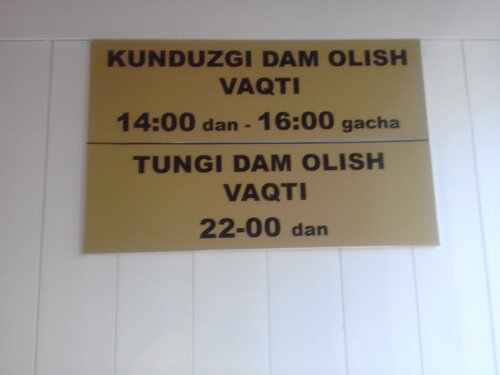 KUNDUZGI DAM OLISH
VAQTI
14:00 dan - 16:00 gacha
TUNGI DAM OLISH
VAQTI
22-00 dan